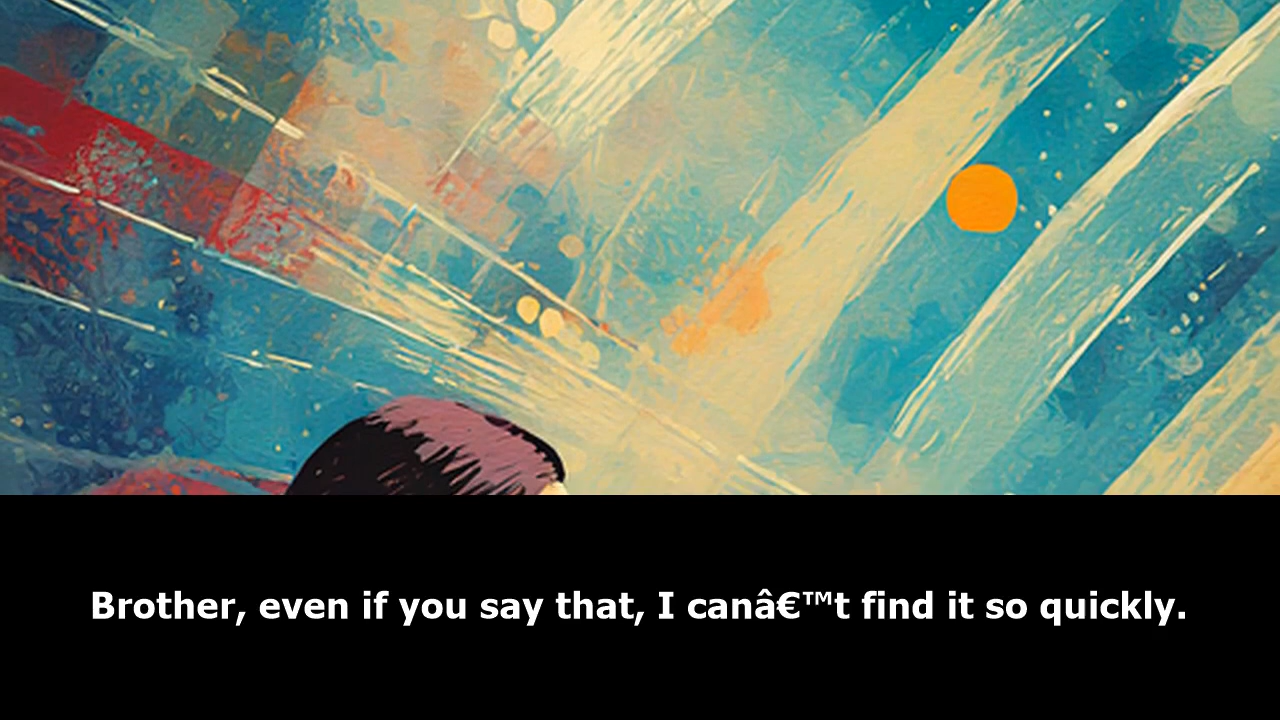 Brother, even if you say that, I canâ€™t find it so quickly.